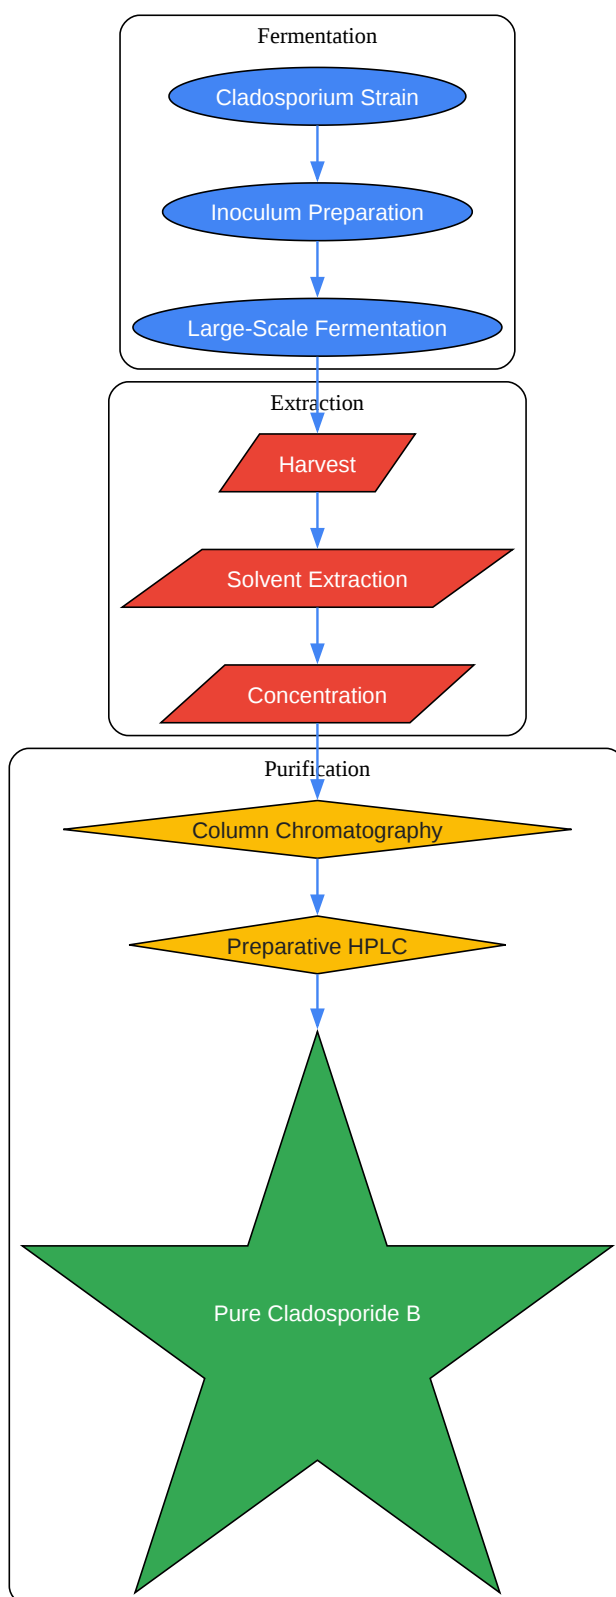 Fermentation
Cladosporium Strain
Inoculum Preparation
Large-Scale Fermentation
Extraction
Harvest
Solvent Extraction
Concentration
Purification
Column Chromatography
Preparative HPLC
Pure Cladosporide B